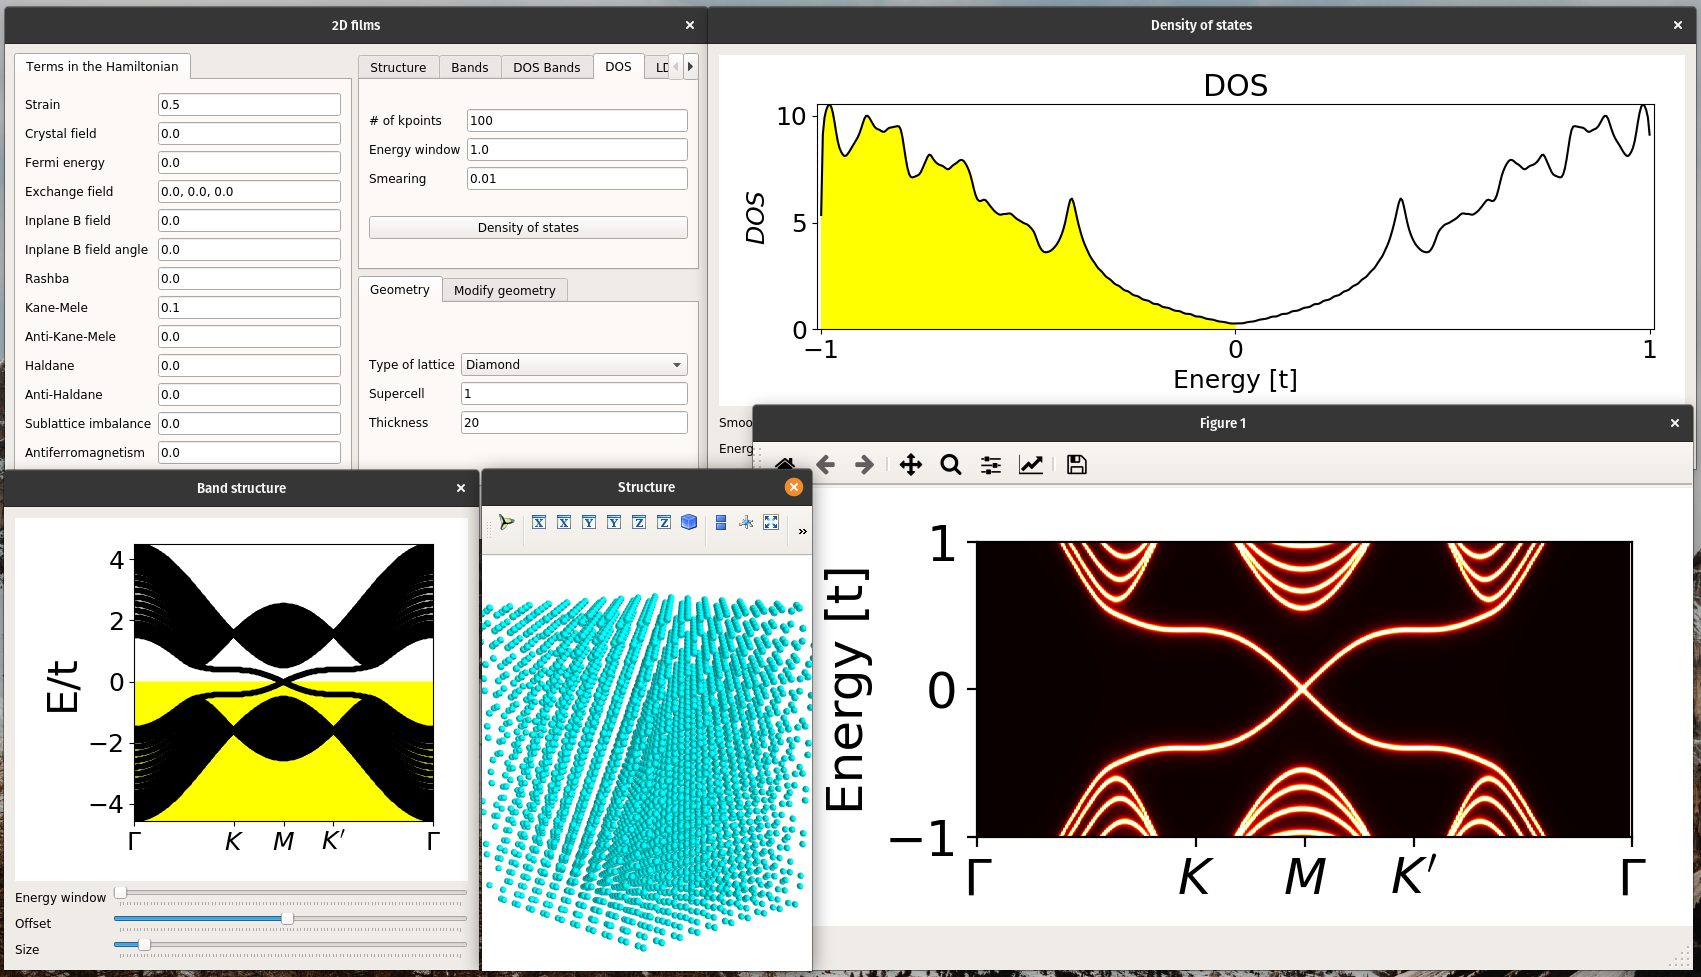 2D films
Terms in the Hamiltonian
Strain 0.5
Crystal field 0.0
Fermi energy 0.0
Exchange field 0.0, 0.0, 0.0
Inplane B field 0.0
Inplane B field angle 0.0
Rashba 0.0
Kane-Mele 0.1
Anti-Kane-Mele 0.0
Haldane 0.0
Anti-Haldane 0.0
Sublattice imbalance 0.0
Antiferromagnetism 0.0
Structure Bands DOS Bands DOS LD
# of kpoints 100
Energy window 1.0
Smearing 0.01
Density of states
Geometry Modify geometry
Type of lattice Diamond
Supercell 1
Thickness 20
Density of states
DOS
10
5
0
DOS
−1 0 1
Energy [t]
Smoo
Energ
Band structure
4
2
0
−2
−4
E/t
Γ K M K′ Γ
Energy window
Offset
Size
Structure
X X Y Y Z Z »
Figure 1
1
0
−1
Energy [t]
Γ K M K′ Γ